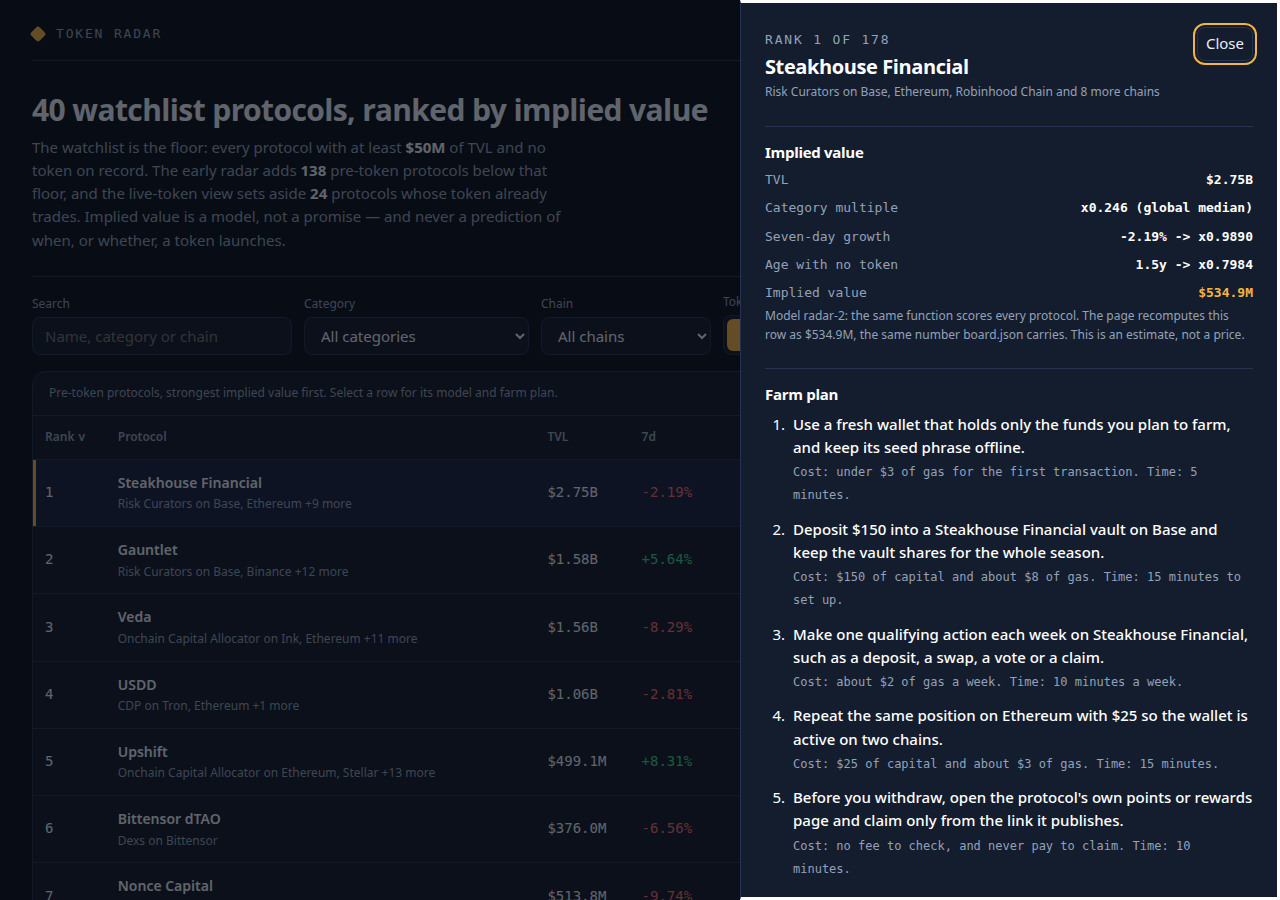 TOKEN RADAR
40 watchlist protocols, ranked by implied value
The watchlist is the floor: every protocol with at least $50M of TVL and no
token on record. The early radar adds 138 pre-token protocols below that
floor, and the live-token view sets aside 24 protocols whose token already
trades. Implied value is a model, not a promise — and never a prediction of
when, or whether, a token launches.
Search Category Chain Tok
Name, category or chain All categories All chains
Pre-token protocols, strongest implied value first. Select a row for its model and farm plan.
Rank v Protocol TVL 7d
1 Steakhouse Financial $2.75B -2.19%
Risk Curators on Base, Ethereum +9 more
2 Gauntlet $1.58B +5.64%
Risk Curators on Base, Binance +12 more
3 Veda $1.56B -8.29%
Onchain Capital Allocator on Ink, Ethereum +11 more
4 USDD $1.06B -2.81%
CDP on Tron, Ethereum +1 more
5 Upshift $499.1M +8.31%
Onchain Capital Allocator on Ethereum, Stellar +13 more
6 Bittensor dTAO $376.0M -6.56%
Dexs on Bittensor
7 Nonce Capital $513.8M -9.74%
RANK 1 OF 178
Close
Steakhouse Financial
Risk Curators on Base, Ethereum, Robinhood Chain and 8 more chains
Implied value
TVL $2.75B
Category multiple x0.246 (global median)
Seven-day growth -2.19% -> x0.9890
Age with no token 1.5y -> x0.7984
Implied value $534.9M
Model radar-2: the same function scores every protocol. The page recomputes this
row as $534.9M, the same number board.json carries. This is an estimate, not a price.
Farm plan
1. Use a fresh wallet that holds only the funds you plan to farm,
and keep its seed phrase offline.
Cost: under $3 of gas for the first transaction. Time: 5
minutes.
2. Deposit $150 into a Steakhouse Financial vault on Base and
keep the vault shares for the whole season.
Cost: $150 of capital and about $8 of gas. Time: 15 minutes to
set up.
3. Make one qualifying action each week on Steakhouse Financial,
such as a deposit, a swap, a vote or a claim.
Cost: about $2 of gas a week. Time: 10 minutes a week.
4. Repeat the same position on Ethereum with $25 so the wallet is
active on two chains.
Cost: $25 of capital and about $3 of gas. Time: 15 minutes.
5. Before you withdraw, open the protocol's own points or rewards
page and claim only from the link it publishes.
Cost: no fee to check, and never pay to claim. Time: 10
minutes.